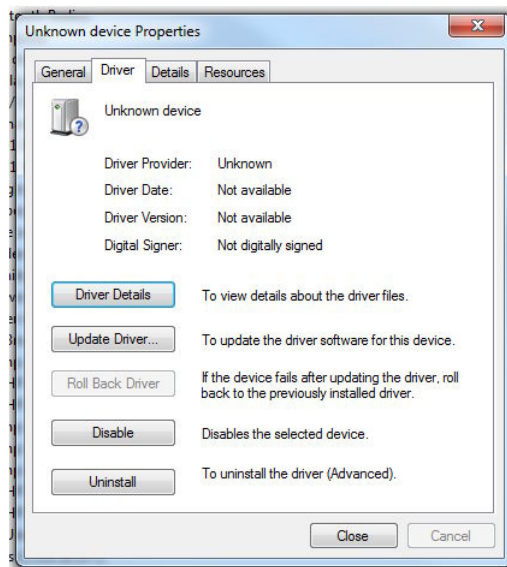 Unknown device Properties
General Driver Details Resources
Unknown device
Driver Provider: Unknown
Driver Date: Not available
Driver Version: Not available
Digital Signer: Not digitally signed
Driver Details To view details about the driver files.
Update Driver... To update the driver software for this device.
Roll Back Driver If the device fails after updating the driver, roll
back to the previously installed driver.
Disable Disables the selected device.
Uninstall To uninstall the driver (Advanced).
Close Cancel